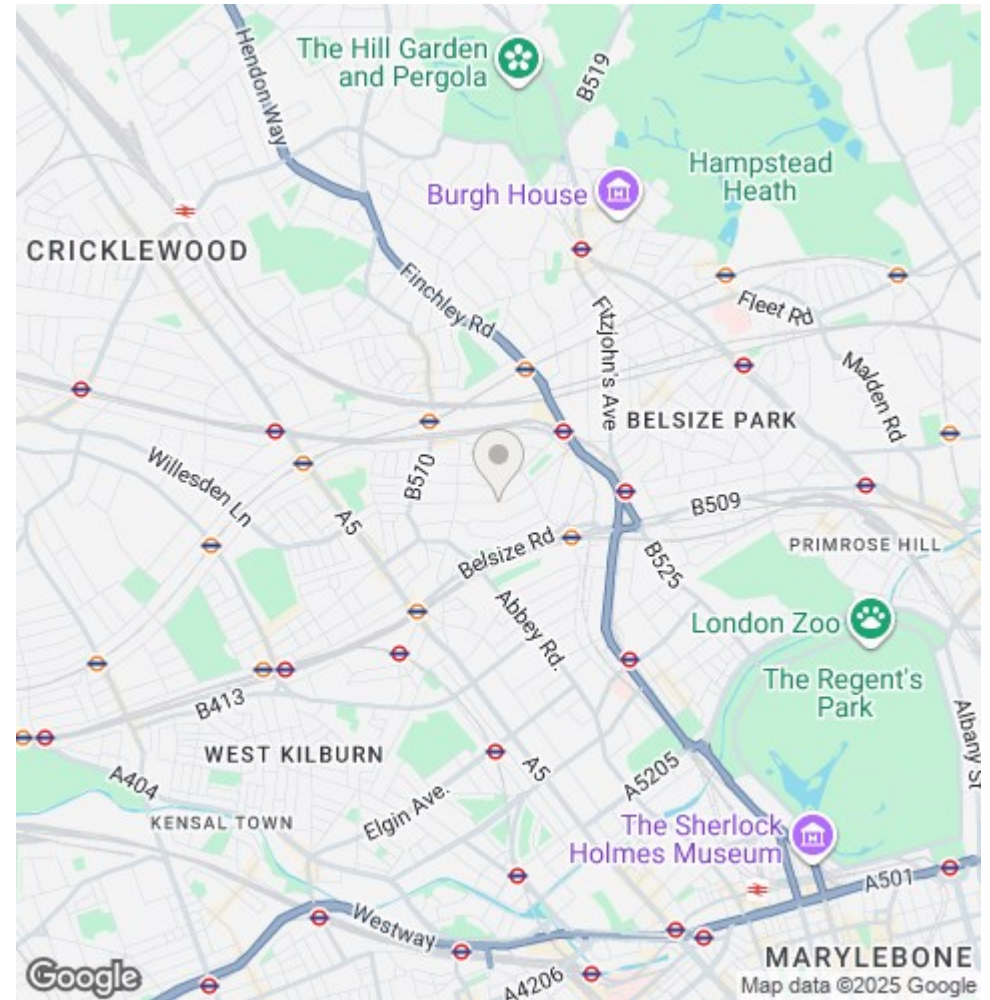 Hendon Way
The Hill Garden
and Pergola
B519
Burgh House
Hampstead
Heath
CRICKLEWOOD
Finchley Rd
Fitzjohn's Ave
Fleet Rd
Malden Rd
BELSIZE PARK
Willesden Ln
B510
A5
B509
Belsize Rd
B525
PRIMROSE HILL
Abbey Rd.
London Zoo
The Regent's
Park
Albany St
B413
WEST KILBURN
A5
A5205
A404
Elgin Ave.
KENSAL TOWN
The Sherlock
Holmes Museum
A501
Westway
A4206
MARYLEBONE
Google
Map data ©2025 Google